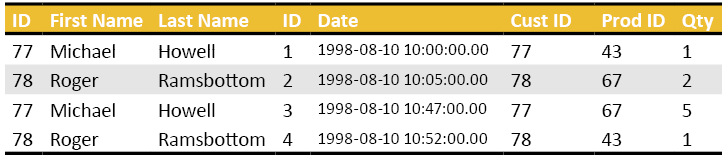 ID First Name Last Name ID Date Cust ID Prod ID Qty
77 Michael Howell 1 1998-08-10 10:00:00.00 77 43 1
78 Roger Ramsbottom 2 1998-08-10 10:05:00.00 78 67 2
77 Michael Howell 3 1998-08-10 10:47:00.00 77 67 5
78 Roger Ramsbottom 4 1998-08-10 10:52:00.00 78 43 1